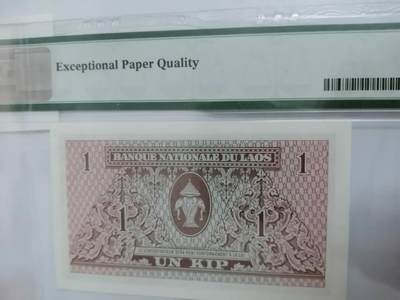 Exceptional Paper Quality
1 1
BANQUE NATIONALE DU LAOS
1 1
UN KIP